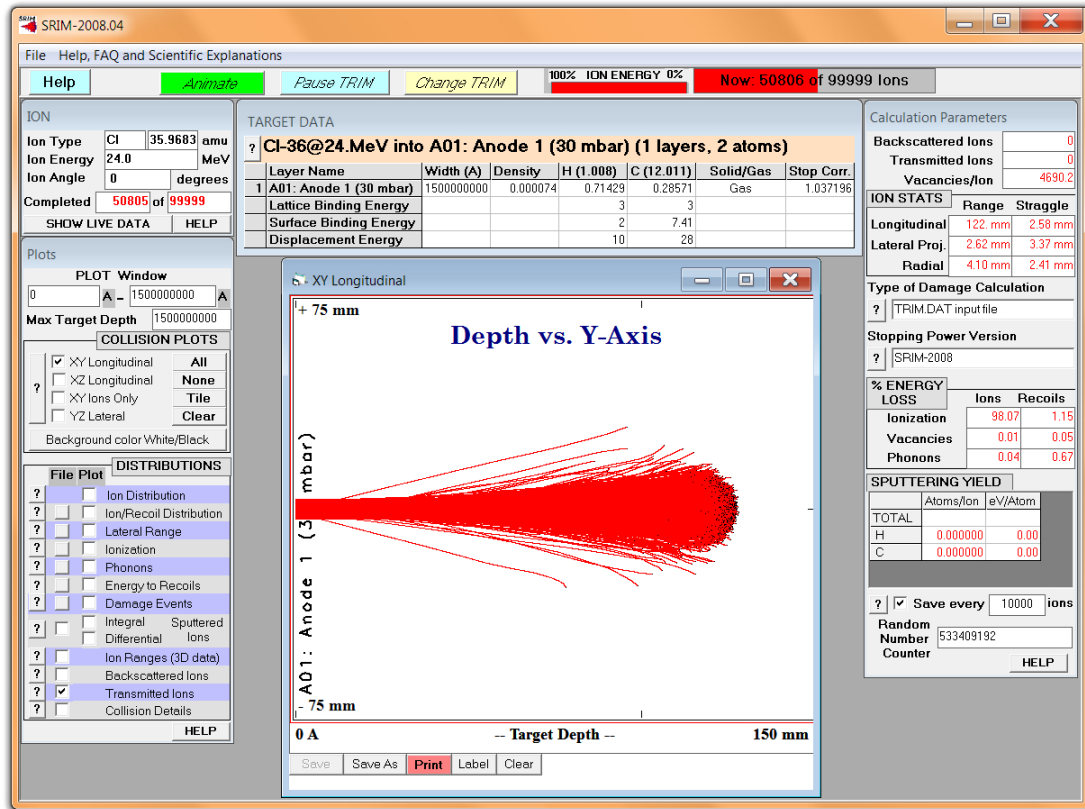 SRIM-2008.04
File Help, FAQ and Scientific Explanations
Help Animate Pause TRIM Change TRIM 100% ION ENERGY 0% Now: 50806 of 99999 Ions
ION
Ion Type Cl 35.9683 amu
Ion Energy 24.0 MeV
Ion Angle 0 degrees
Completed 50805 of 99999
SHOW LIVE DATA HELP
TARGET DATA
? Cl-36@24.MeV into A01: Anode 1 (30 mbar) (1 layers, 2 atoms)
Layer Name Width (A) Density H (1.008) C (12.011) Solid/Gas Stop Corr.
1 A01: Anode 1 (30 mbar) 1500000000 0.000074 0.71429 0.28571 Gas 1.037196
Lattice Binding Energy 3 3
Surface Binding Energy 2 7.41
Displacement Energy 10 28
Plots
PLOT Window
0 A - 1500000000 A
Max Target Depth 1500000000
COLLISION PLOTS
? XY Longitudinal All
XZ Longitudinal None
XY Ions Only Tile
YZ Lateral Clear
Background color White/Black
DISTRIBUTIONS
File Plot
? Ion Distribution
? Ion/Recoil Distribution
? Lateral Range
? Ionization
? Phonons
? Energy to Recoils
? Damage Events
? Integral Sputtered
Differential Ions
? Ion Ranges (3D data)
? Backscattered Ions
? Transmitted Ions
? Collision Details
HELP
XY Longitudinal
+ 75 mm
Depth vs. Y-Axis
A01: Anode 1 (3 mbar)
- 75 mm
0 A -- Target Depth -- 150 mm
Save Save As Print Label Clear
Calculation Parameters
Backscattered Ions 0
Transmitted Ions 0
Vacancies/Ion 4690.2
ION STATS Range Straggle
Longitudinal 122. mm 2.58 mm
Lateral Proj. 2.62 mm 3.37 mm
Radial 4.10 mm 2.41 mm
Type of Damage Calculation
? TRIM.DAT input file
Stopping Power Version
? SRIM-2008
% ENERGY LOSS Ions Recoils
Ionization 98.07 1.15
Vacancies 0.01 0.05
Phonons 0.04 0.67
SPUTTERING YIELD
Atoms/Ion eV/Atom
TOTAL
H 0.000000 0.00
C 0.000000 0.00
? Save every 10000 ions
Random
Number 533409192
Counter
HELP